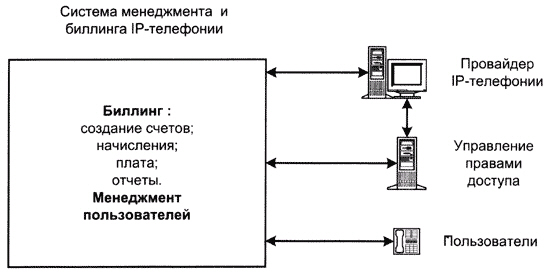 Система менеджмента и
биллинга IP-телефонии
Биллинг :
создание счетов;
начисления;
плата;
отчеты.
Менеджмент
пользователей
Провайдер
IP-телефонии
Управление
правами
доступа
Пользователи